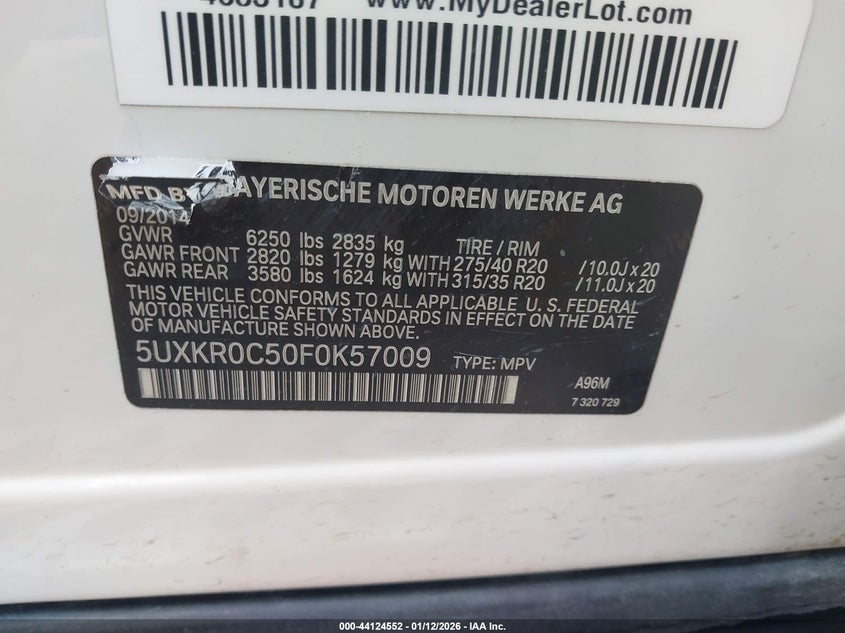 www.MyDealerLot.com
MFD BY BAYERISCHE MOTOREN WERKE AG
09/2014
GVWR 6250 lbs 2835 kg TIRE / RIM
GAWR FRONT 2820 lbs 1279 kg WITH 275/40 R20 / 10.0J x 20
GAWR REAR 3580 lbs 1624 kg WITH 315/35 R20 / 11.0J x 20
THIS VEHICLE CONFORMS TO ALL APPLICABLE U. S. FEDERAL
MOTOR VEHICLE SAFETY STANDARDS IN EFFECT ON THE DATE OF
MANUFACTURE SHOWN ABOVE.
5UXKR0C50F0K57009 TYPE: MPV
A96M
7 320 729
000-44124552 - 01/12/2026 - IAA Inc.